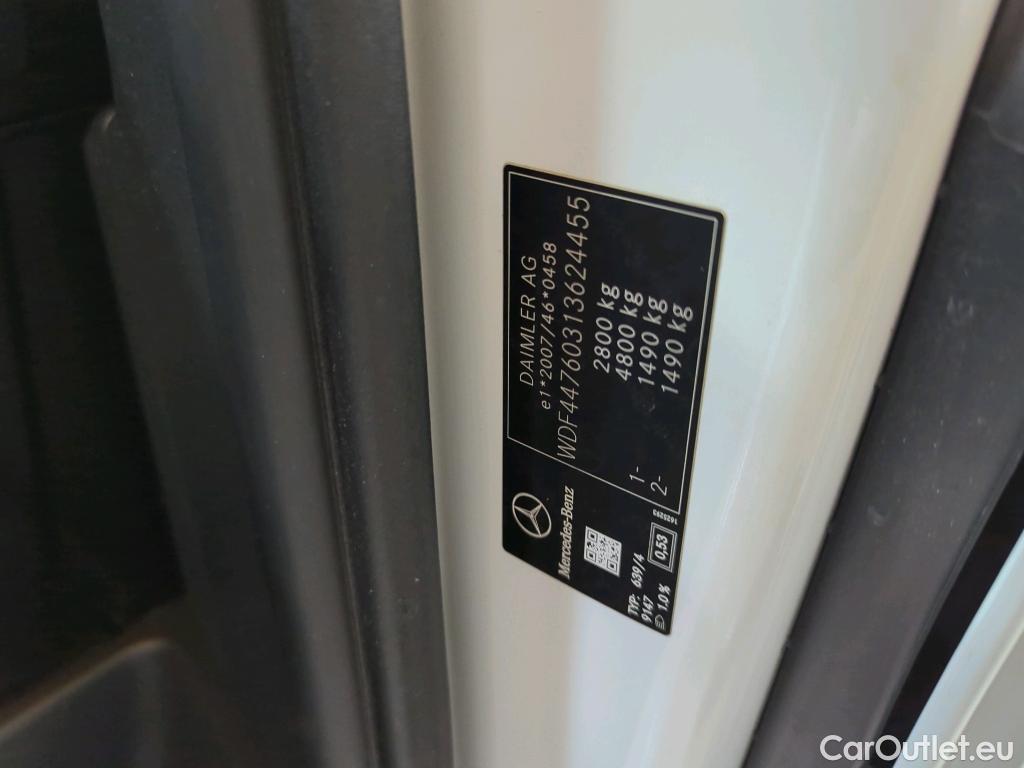 DAIMLER AG
e1*2007/46*0458
WDF44760313624455
2800 kg
4800 kg
1- 1490 kg
2- 1490 kg
Mercedes-Benz
TYP: 639/4
9147
1.0%
0,53
1625293
CarOutlet.eu